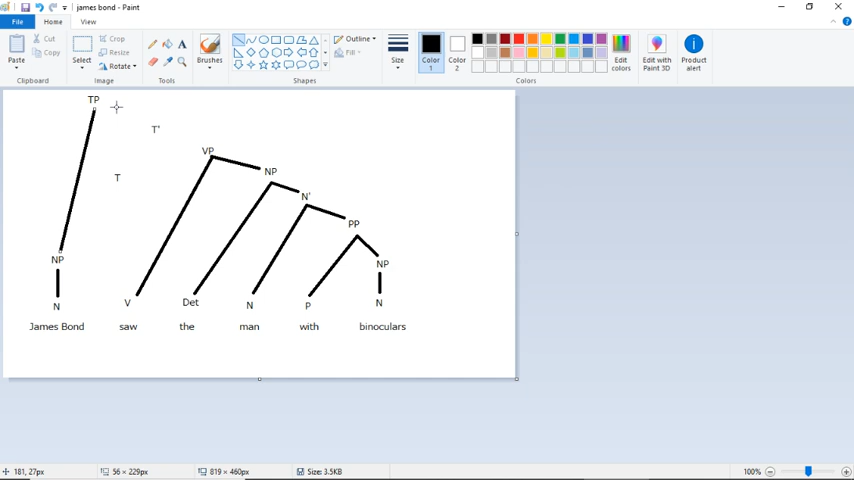 james bond - Paint
File Home View
Paste Cut Copy Clipboard
Select Crop Resize Rotate Image
Tools
Brushes
Outline Fill Shapes
Size
Color 1 Color 2 Edit colors Colors
Edit with Paint 3D
Product alert
TP
T'
VP
NP
T
N'
PP
NP NP
N V Det N P N
James Bond saw the man with binoculars
181, 27px 56 × 229px 819 × 460px Size: 3.5KB 100%